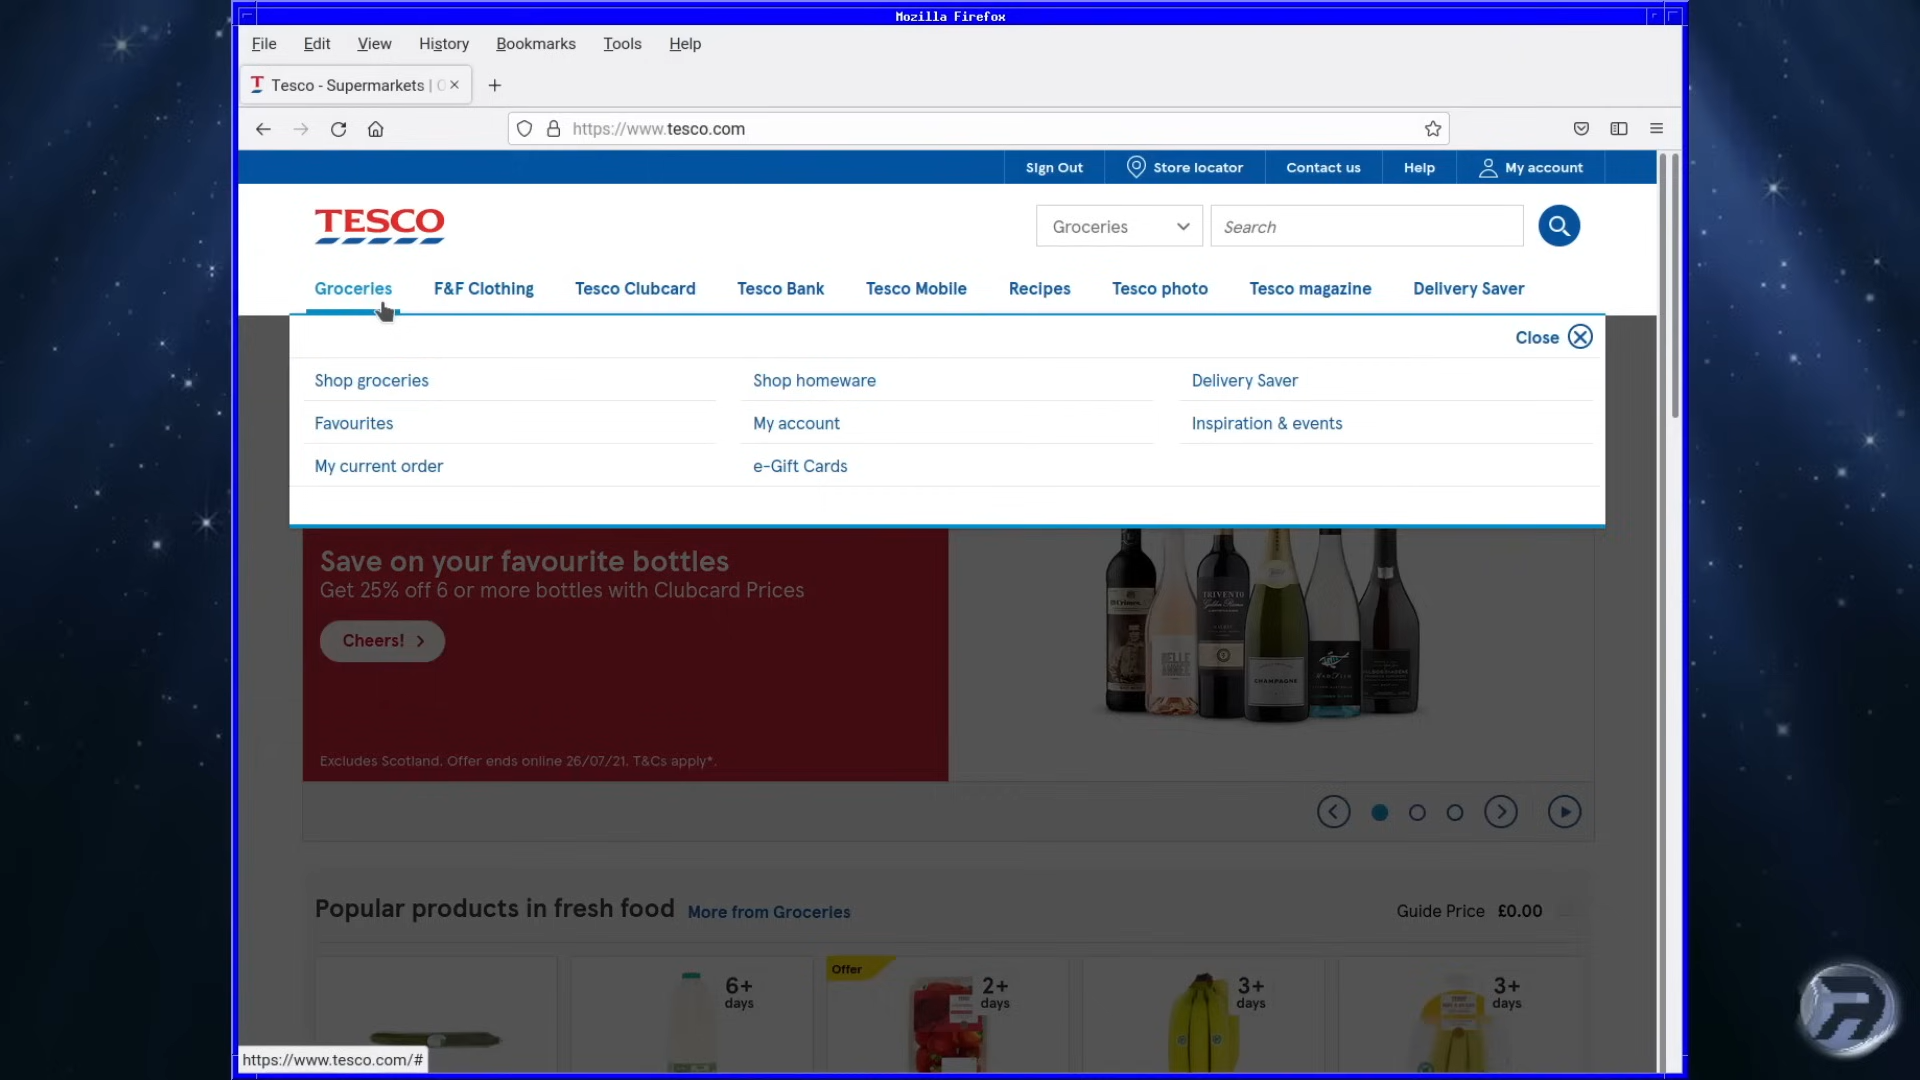 Mozilla Firefox
File Edit View History Bookmarks Tools Help
Tesco - Supermarkets |
https://www.tesco.com
Sign Out Store locator Contact us Help My account
TESCO
Groceries Search
Groceries F&F Clothing Tesco Clubcard Tesco Bank Tesco Mobile Recipes Tesco photo Tesco magazine Delivery Saver
Close
Shop groceries Shop homeware Delivery Saver
Favourites My account Inspiration & events
My current order e-Gift Cards
Save on your favourite bottles
Get 25% off 6 or more bottles with Clubcard Prices
TRIVENTO
Cheers!
CHAMPAGNE
Excludes Scotland. Offer ends online 26/07/21. T&Cs apply*.
Popular products in fresh food More from Groceries Guide Price £0.00
Offer
6+ 2+ 3+ 3+
days days days days
https://www.tesco.com/#